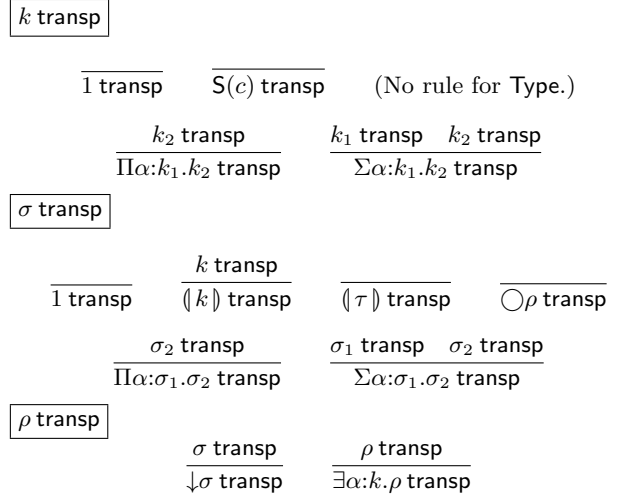 k transp
1 transp    S(c) transp    (No rule for Type.)
k₂ transp    k₁ transp    k₂ transp
Πα:k₁.k₂ transp    Σα:k₁.k₂ transp
σ transp
k transp
1 transp    ⦇k⦈ transp    ⦇τ⦈ transp    ◯ρ transp
σ₂ transp    σ₁ transp    σ₂ transp
Πα:σ₁.σ₂ transp    Σα:σ₁.σ₂ transp
ρ transp
σ transp    ρ transp
↓σ transp    ∃α:k.ρ transp